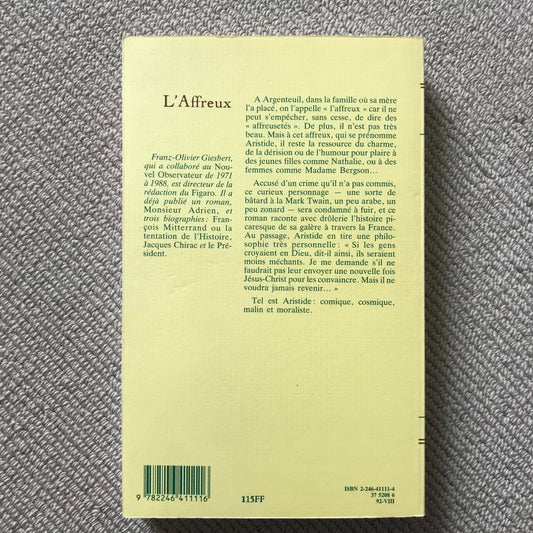 L'Affreux
A Argenteuil, dans la famille où sa mère
l'a placé, on l'appelle « l'affreux » car il ne
peut s'empêcher, sans cesse, de dire des
« affreusetés ». De plus, il n'est pas très
beau. Mais à cet affreux, qui se prénomme
Aristide, il reste la ressource du charme,
de la dérision ou de l'humour pour plaire à
des jeunes filles comme Nathalie, ou à des
femmes comme Madame Bergson...
Accusé d'un crime qu'il n'a pas commis,
ce curieux personnage — une sorte de
bâtard à la Mark Twain, un peu arabe, un
peu zonard — sera condamné à fuir, et ce
roman raconte avec drôlerie l'histoire pi-
caresque de sa galère à travers la France.
Au passage, Aristide en tire une philo-
sophie très personnelle : « Si les gens
croyaient en Dieu, dit-il ainsi, ils seraient
moins méchants. Je me demande s'il ne
faudrait pas leur envoyer une nouvelle fois
Jésus-Christ pour les convaincre. Mais il ne
voudra jamais revenir... »
Tel est Aristide : comique, cosmique,
malin et moraliste.
Franz-Olivier Giesbert,
qui a collaboré au Nou-
vel Observateur de 1971
à 1988, est directeur de la
rédaction du Figaro. Il a
déjà publié un roman,
Monsieur Adrien, et
trois biographies : Fran-
çois Mitterrand ou la
tentation de l'Histoire,
Jacques Chirac et le Pré-
sident.
9 782246 411116
115FF
ISBN 2-246-41111-4
37 5208 6
92-VIII